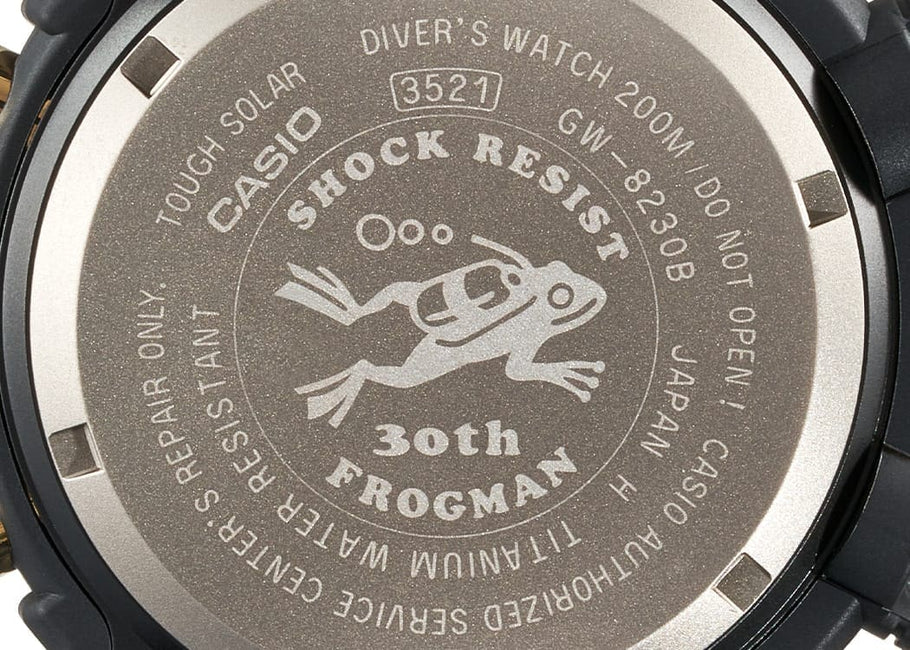 DIVER'S WATCH 200M / DO NOT OPEN! CASIO AUTHORIZED SERVICE CENTER'S REPAIR ONLY.
TOUGH SOLAR
3521
GW-8230B
JAPAN H
TITANIUM WATER RESISTANT
CASIO
SHOCK RESIST
30th
FROGMAN